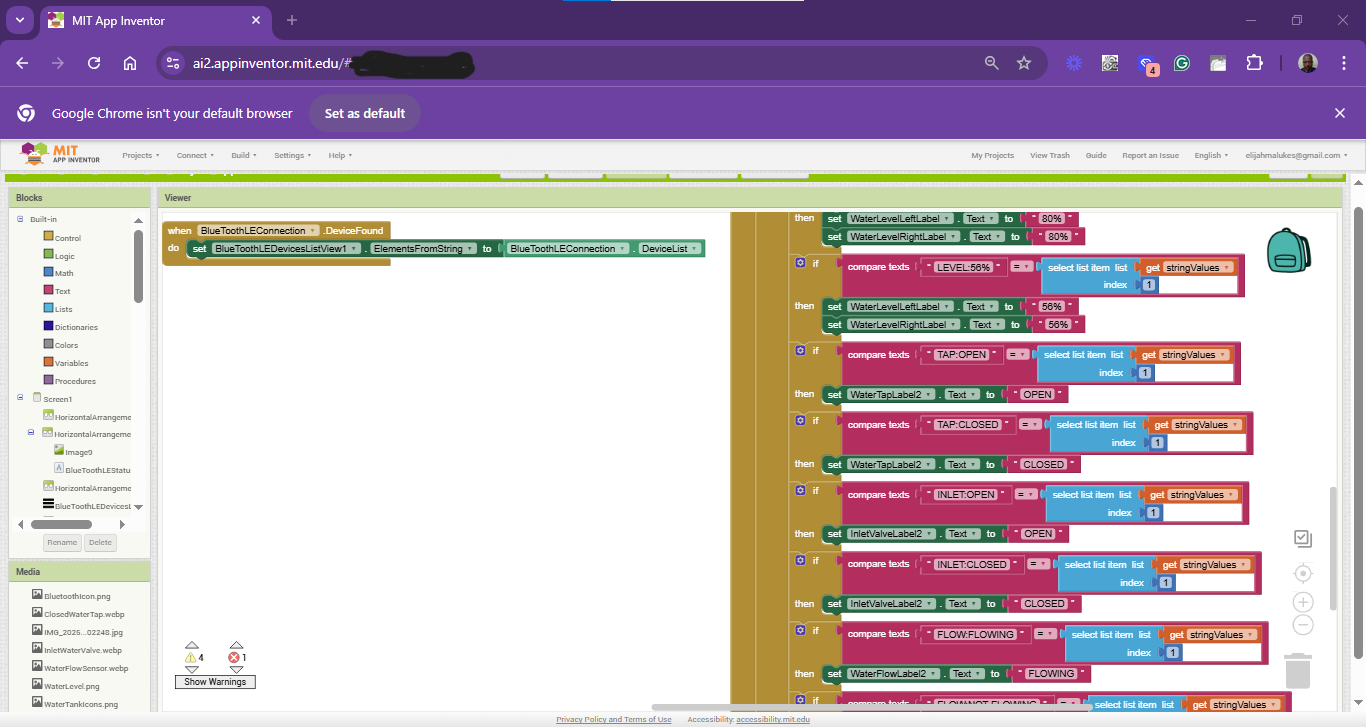 MIT App Inventor
ai2.appinventor.mit.edu/#
4
Google Chrome isn't your default browser
Set as default
MIT
APP INVENTOR
Projects
Connect
Build
Settings
Help
My Projects
View Trash
Guide
Report an Issue
English
elijahmalukes@gmail.com
Blocks
Built-in
Control
Logic
Math
Text
Lists
Dictionaries
Colors
Variables
Procedures
Screen1
HorizontalArrangeme
HorizontalArrangeme
Image9
BlueToothLEStatu
HorizontalArrangeme
BlueToothLEDevicesL
Rename Delete
Media
BluetoothIcon.png
ClosedWaterTap.webp
IMG_2025...02248.jpg
InletWaterValve.webp
WaterFlowSensor.webp
WaterLevel.png
WaterTankIcons.png
Viewer
when BlueToothLEConnection .DeviceFound
do set BlueToothLEDevicesListView1 . ElementsFromString to BlueToothLEConnection . DeviceList
4 1
Show Warnings
then set WaterLevelLeftLabel . Text to " 80% "
set WaterLevelRightLabel . Text to " 80% "
if compare texts " LEVEL:56% " = select list item list get stringValues
index 1
then set WaterLevelLeftLabel . Text to " 56% "
set WaterLevelRightLabel . Text to " 56% "
if compare texts " TAP:OPEN " = select list item list get stringValues
index 1
then set WaterTapLabel2 . Text to " OPEN "
if compare texts " TAP:CLOSED " = select list item list get stringValues
index 1
then set WaterTapLabel2 . Text to " CLOSED "
if compare texts " INLET:OPEN " = select list item list get stringValues
index 1
then set InletValveLabel2 . Text to " OPEN "
if compare texts " INLET:CLOSED " = select list item list get stringValues
index 1
then set InletValveLabel2 . Text to " CLOSED "
if compare texts " FLOW:FLOWING " = select list item list get stringValues
index 1
then set WaterFlowLabel2 . Text to " FLOWING "
if compare texts " FLOW:NOT FLOWING " = select list item list get stringValues
Privacy Policy and Terms of Use Accessibility: accessibility.mit.edu